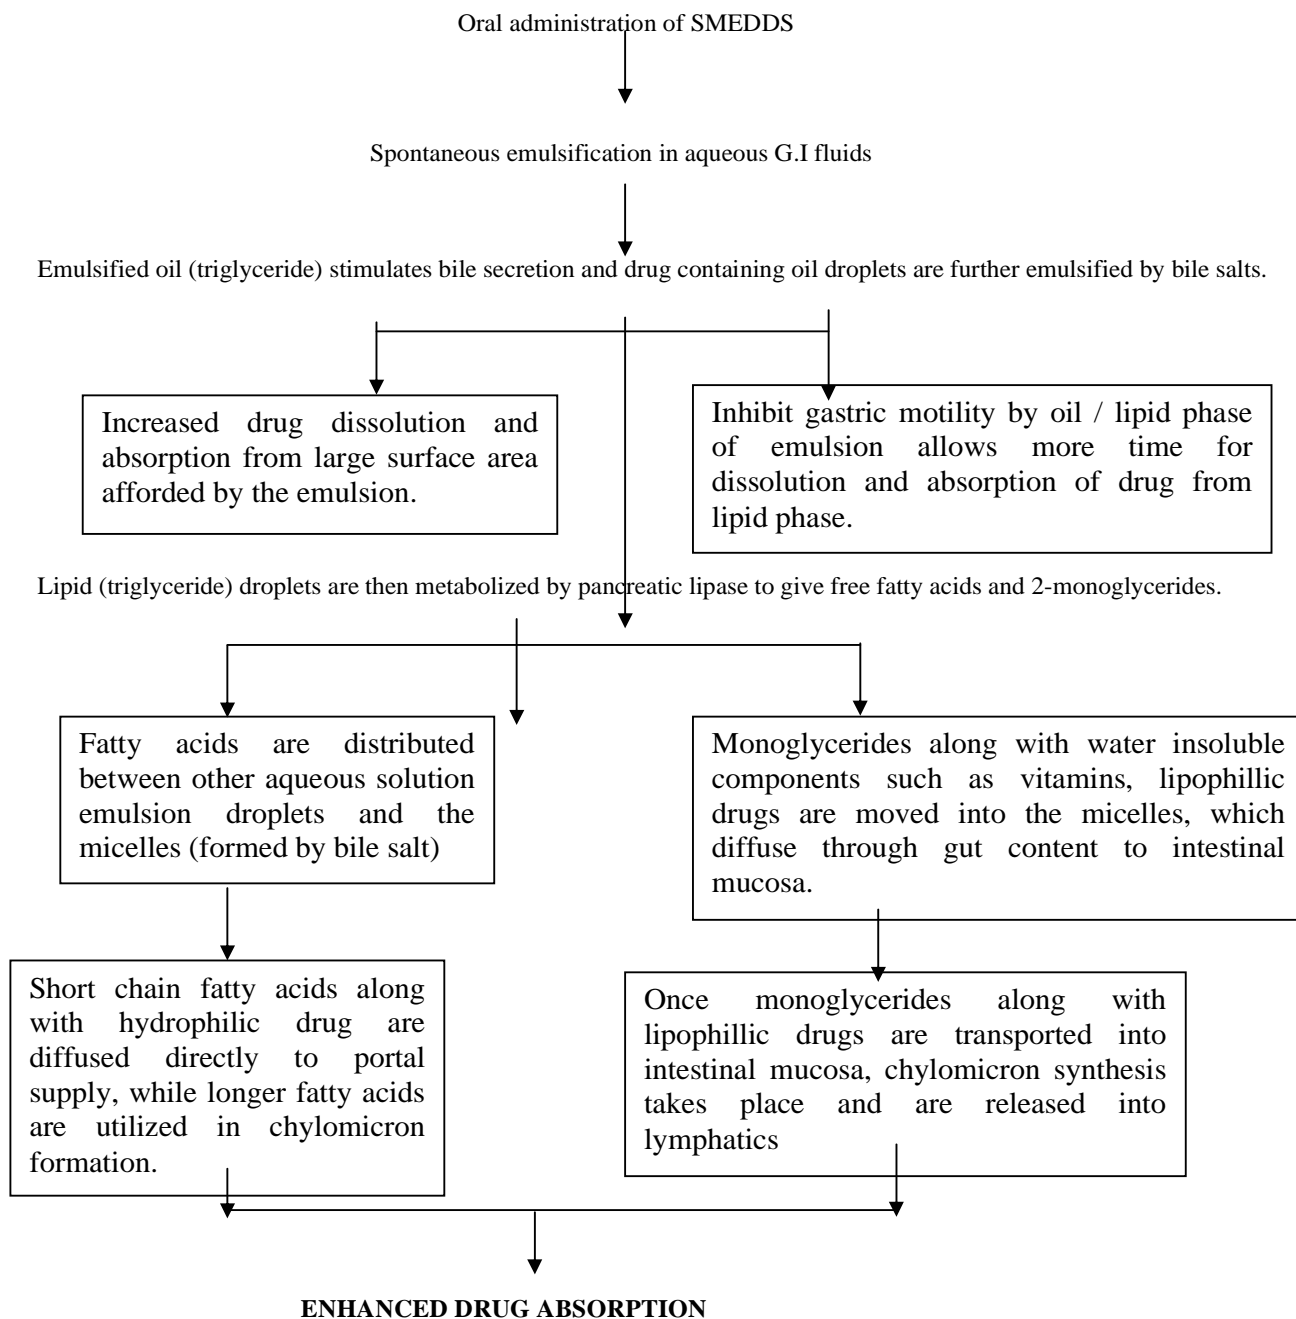 Oral administration of SMEDDS
Spontaneous emulsification in aqueous G.I fluids
Emulsified oil (triglyceride) stimulates bile secretion and drug containing oil droplets are further emulsified by bile salts.
Increased drug dissolution and
absorption from large surface area
afforded by the emulsion.
Inhibit gastric motility by oil / lipid phase
of emulsion allows more time for
dissolution and absorption of drug from
lipid phase.
Lipid (triglyceride) droplets are then metabolized by pancreatic lipase to give free fatty acids and 2-monoglycerides.
Fatty acids are distributed
between other aqueous solution
emulsion droplets and the
micelles (formed by bile salt)
Monoglycerides along with water insoluble
components such as vitamins, lipophillic
drugs are moved into the micelles, which
diffuse through gut content to intestinal
mucosa.
Short chain fatty acids along
with hydrophilic drug are
diffused directly to portal
supply, while longer fatty acids
are utilized in chylomicron
formation.
Once monoglycerides along with
lipophillic drugs are transported into
intestinal mucosa, chylomicron synthesis
takes place and are released into
lymphatics
ENHANCED DRUG ABSORPTION